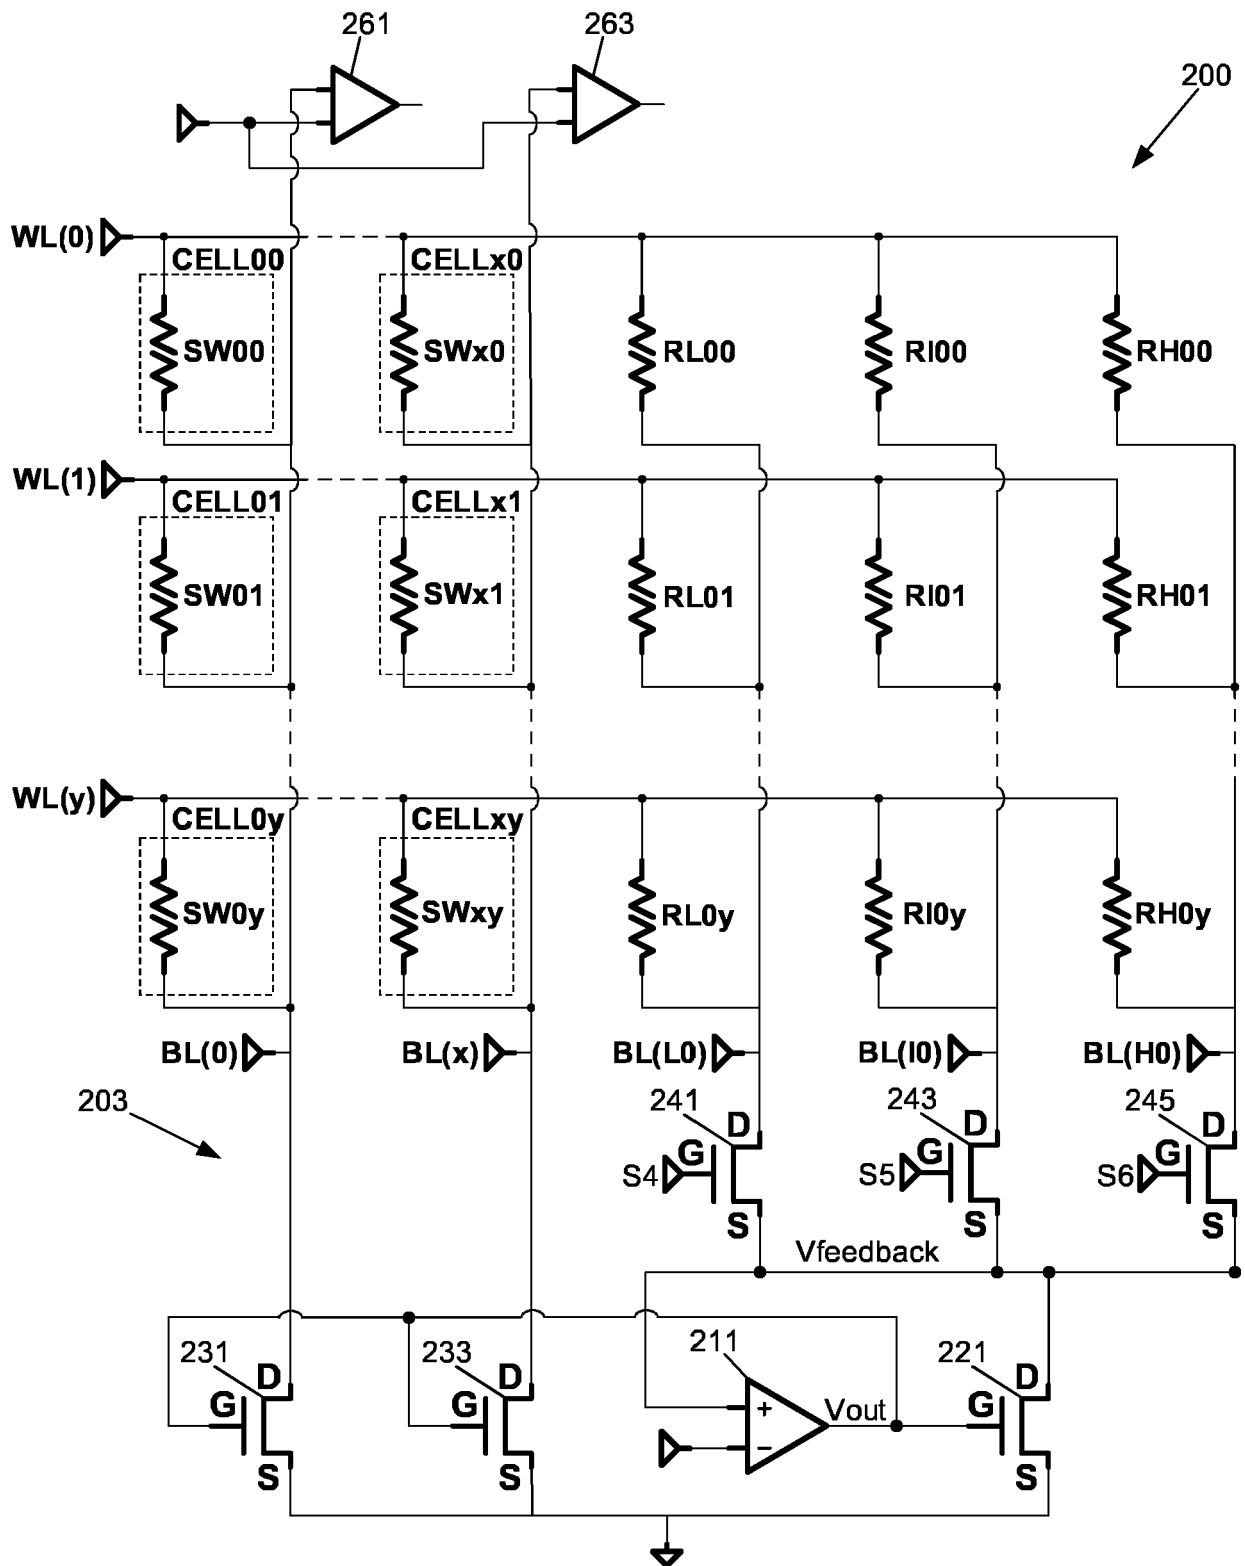 261 263
200
WL(0)
CELL00 CELLx0
SW00 SWx0 RL00 RI00 RH00
WL(1)
CELL01 CELLx1
SW01 SWx1 RL01 RI01 RH01
WL(y)
CELL0y CELLxy
SW0y SWxy RL0y RI0y RH0y
BL(0) BL(x) BL(L0) BL(I0) BL(H0)
203 241 243 245
D D D
G G G
S4 S5 S6
S S S
Vfeedback
231 233 211 221
D D D
G G + Vout G
−
S S S